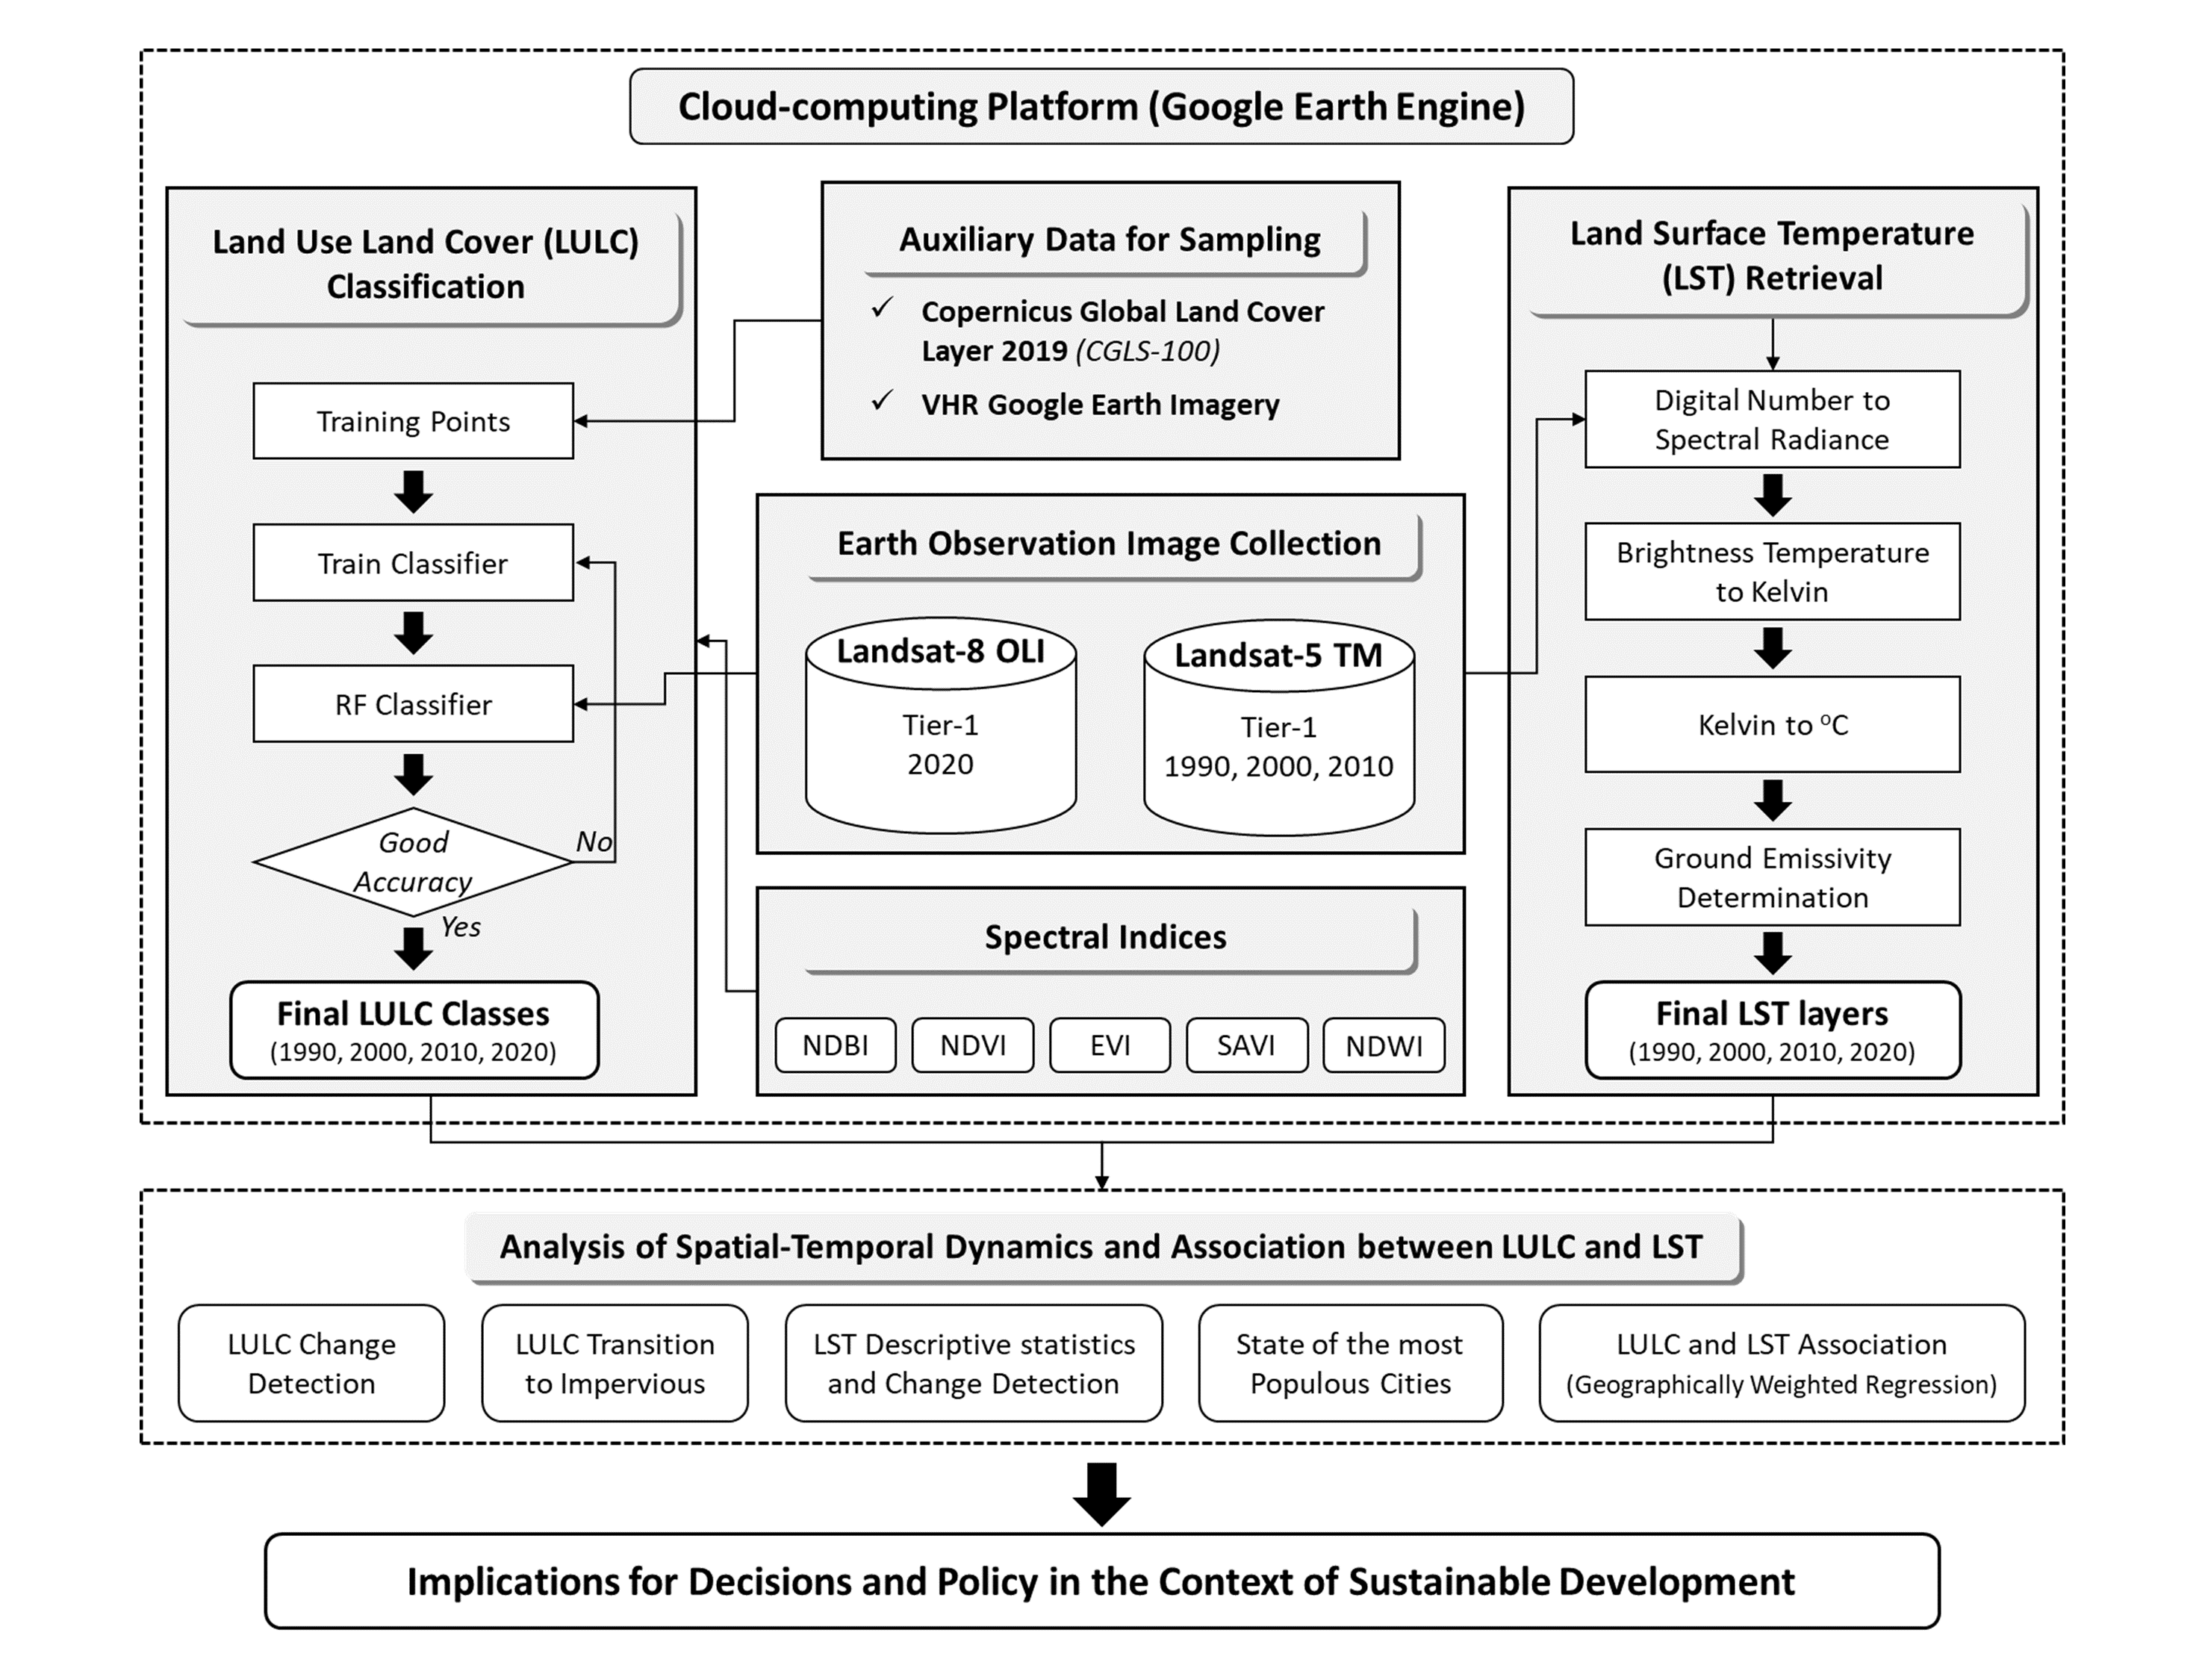 Cloud-computing Platform (Google Earth Engine)
Land Use Land Cover (LULC)
Classification
Training Points
Train Classifier
RF Classifier
Good
Accuracy
No
Yes
Final LULC Classes
(1990, 2000, 2010, 2020)
Auxiliary Data for Sampling
✓ Copernicus Global Land Cover
Layer 2019 (CGLS-100)
✓ VHR Google Earth Imagery
Earth Observation Image Collection
Landsat-8 OLI
Tier-1
2020
Landsat-5 TM
Tier-1
1990, 2000, 2010
Spectral Indices
NDBI
NDVI
EVI
SAVI
NDWI
Land Surface Temperature
(LST) Retrieval
Digital Number to
Spectral Radiance
Brightness Temperature
to Kelvin
Kelvin to ºC
Ground Emissivity
Determination
Final LST layers
(1990, 2000, 2010, 2020)
Analysis of Spatial-Temporal Dynamics and Association between LULC and LST
LULC Change
Detection
LULC Transition
to Impervious
LST Descriptive statistics
and Change Detection
State of the most
Populous Cities
LULC and LST Association
(Geographically Weighted Regression)
Implications for Decisions and Policy in the Context of Sustainable Development